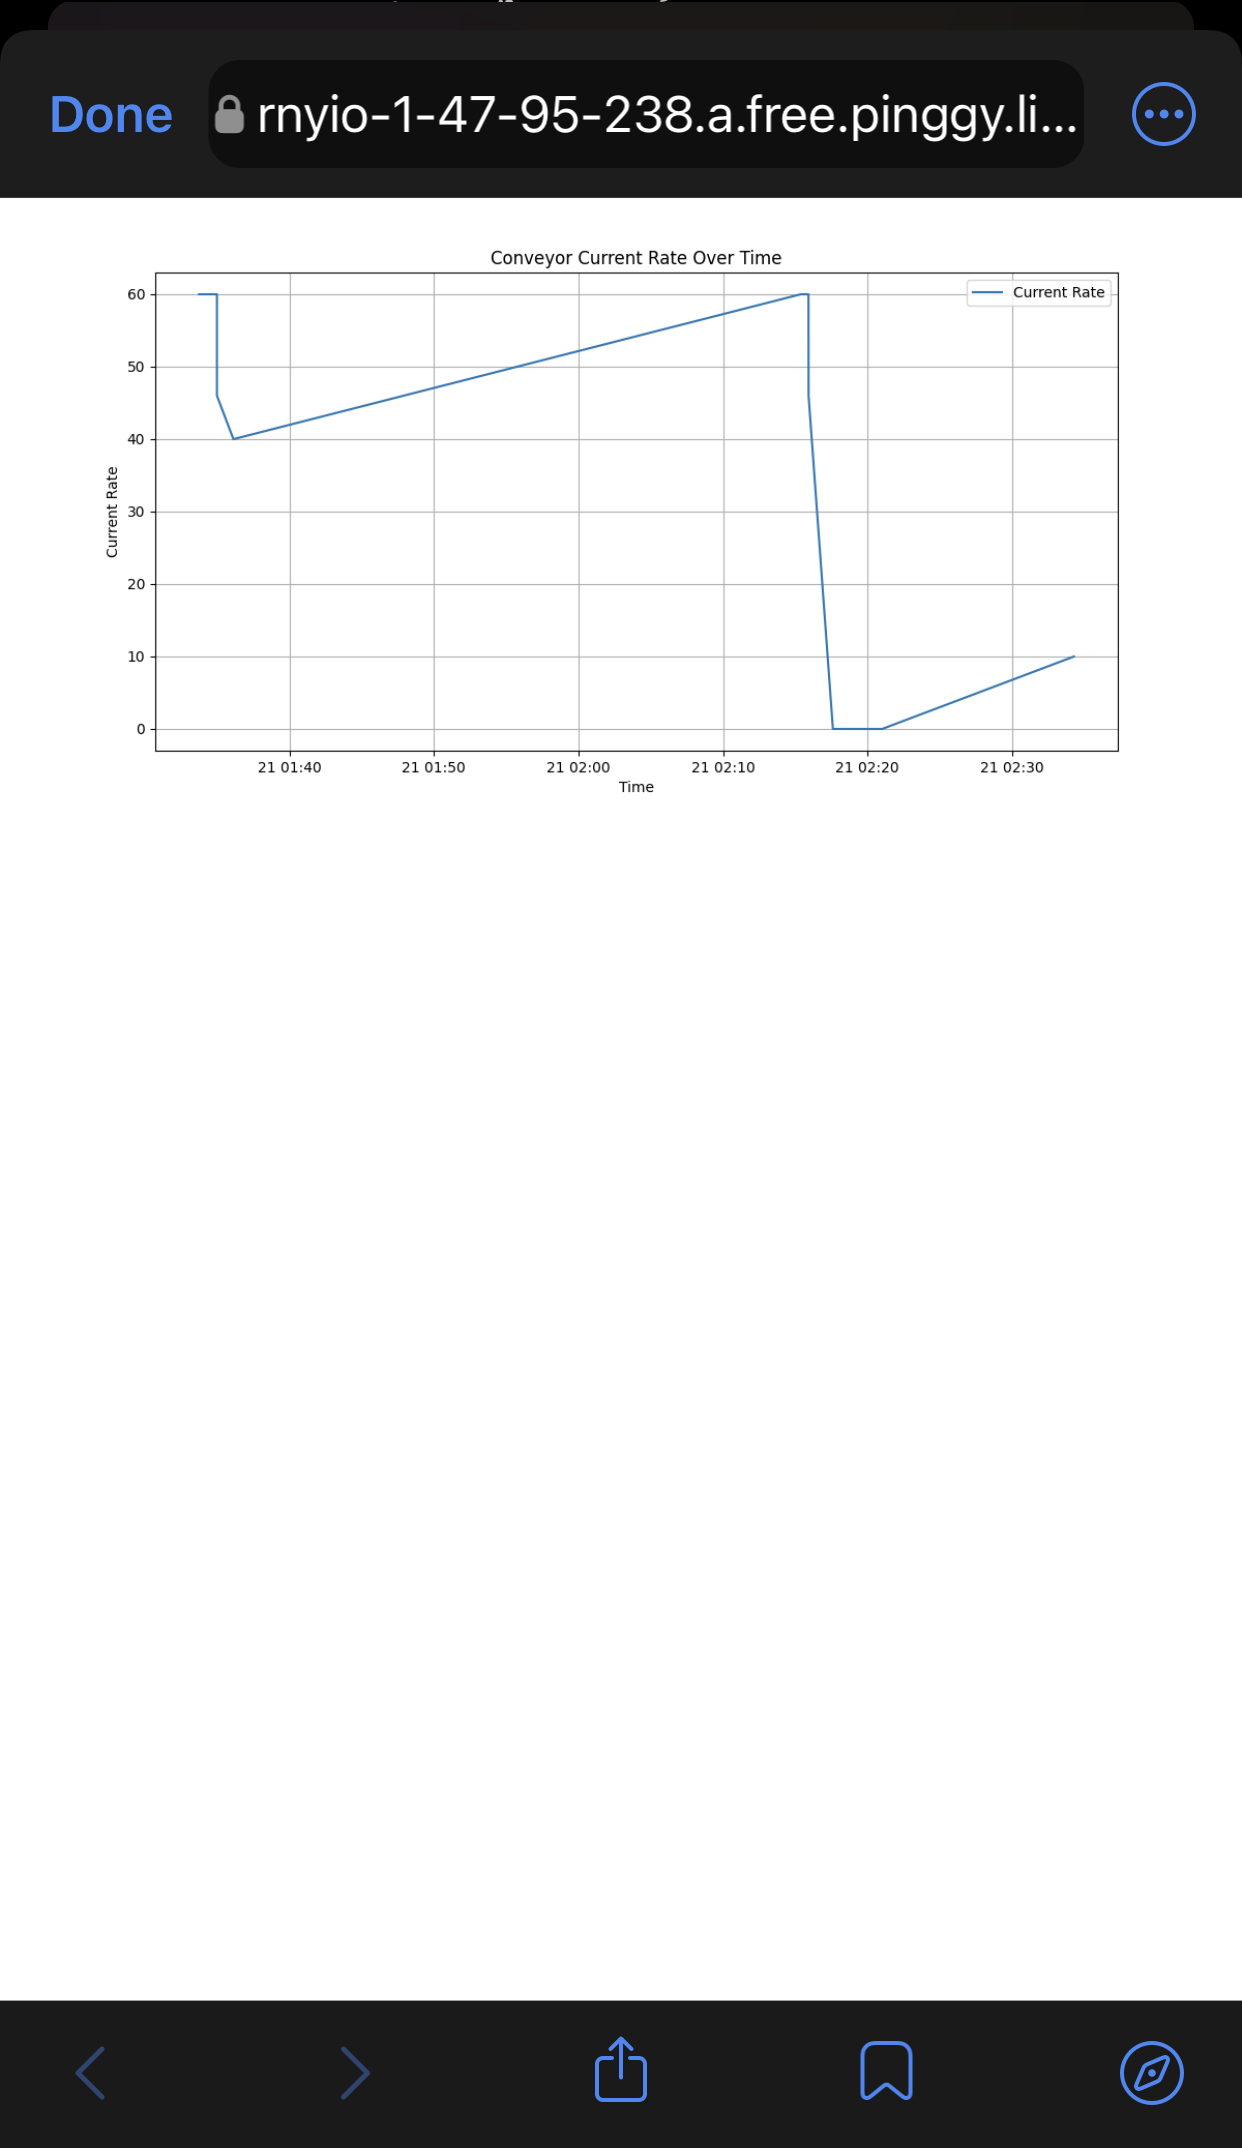 Done
rnyio-1-47-95-238.a.free.pinggy.li...
Conveyor Current Rate Over Time
Current Rate
60
50
40
30
20
10
0
Current Rate
21 01:40
21 01:50
21 02:00
21 02:10
21 02:20
21 02:30
Time